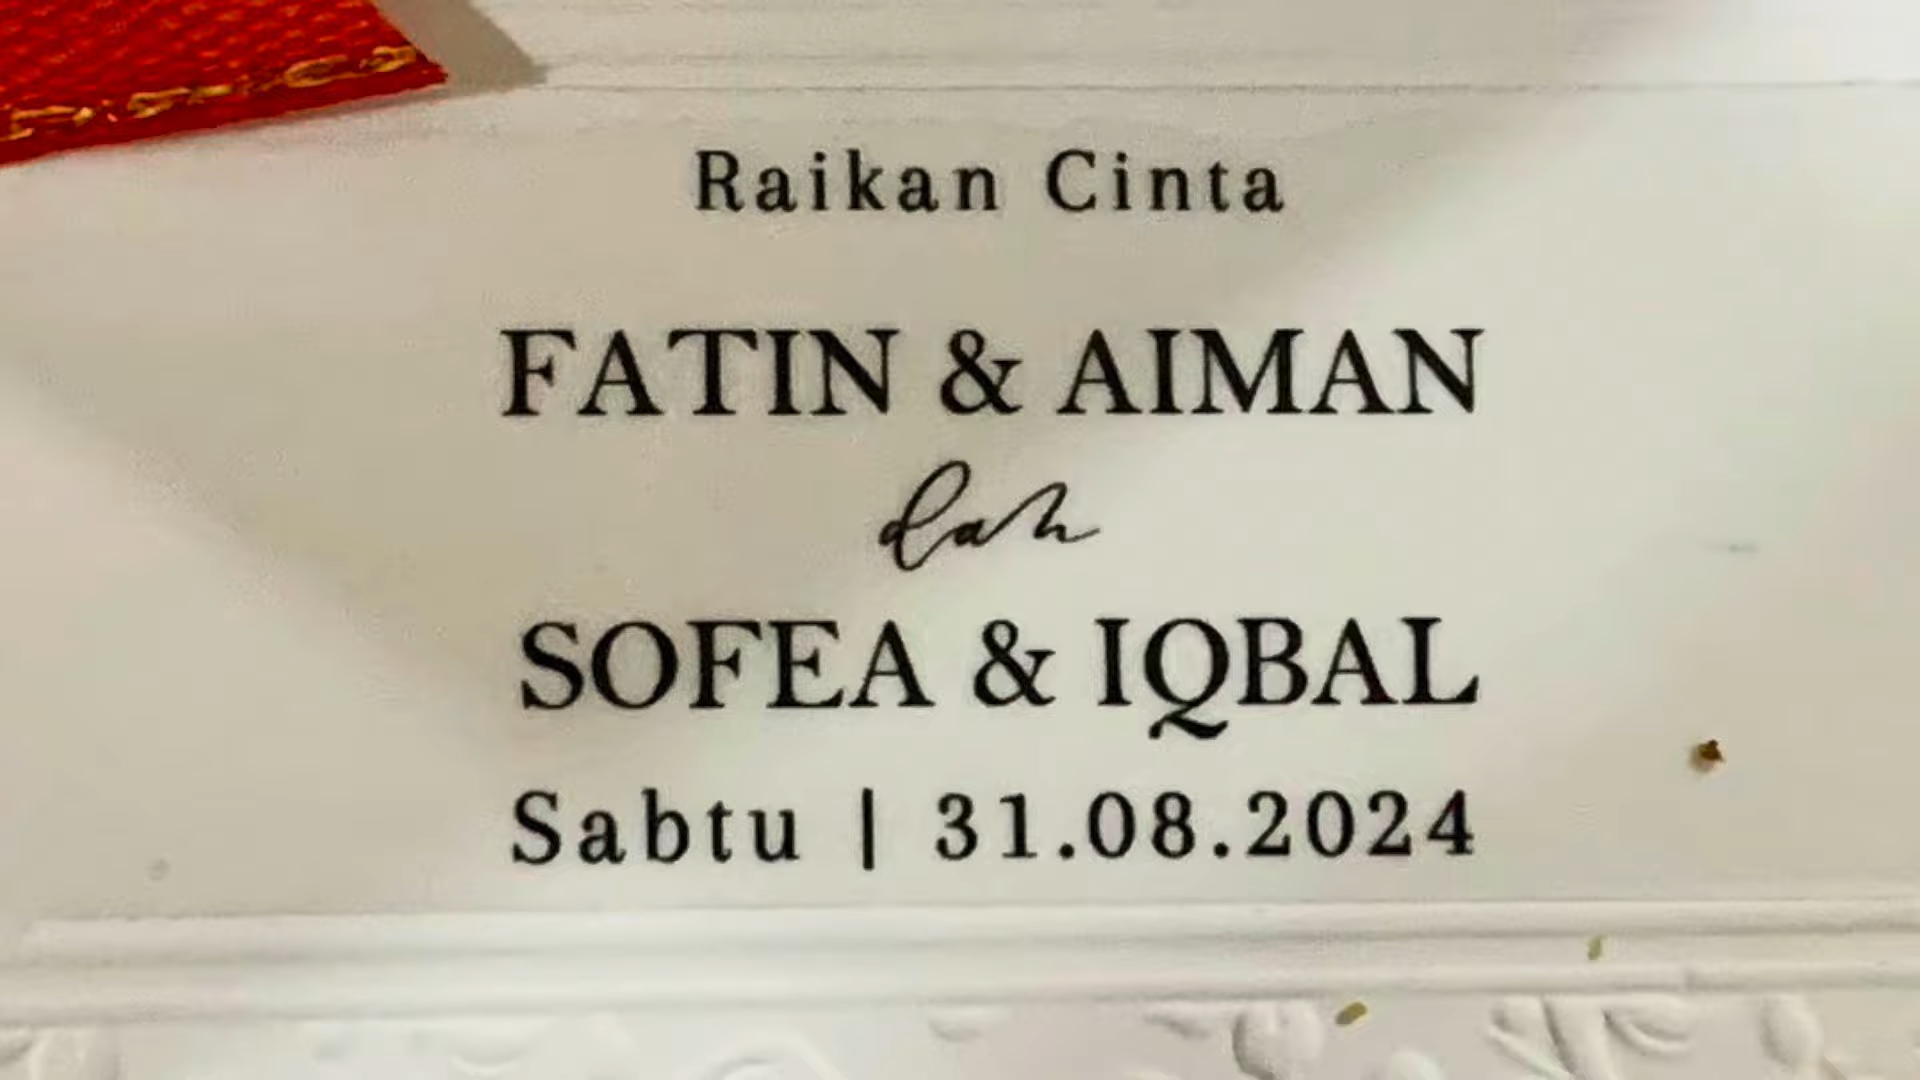 Raikan Cinta
FATIN & AIMAN
dan
SOFEA & IQBAL
Sabtu | 31.08.2024